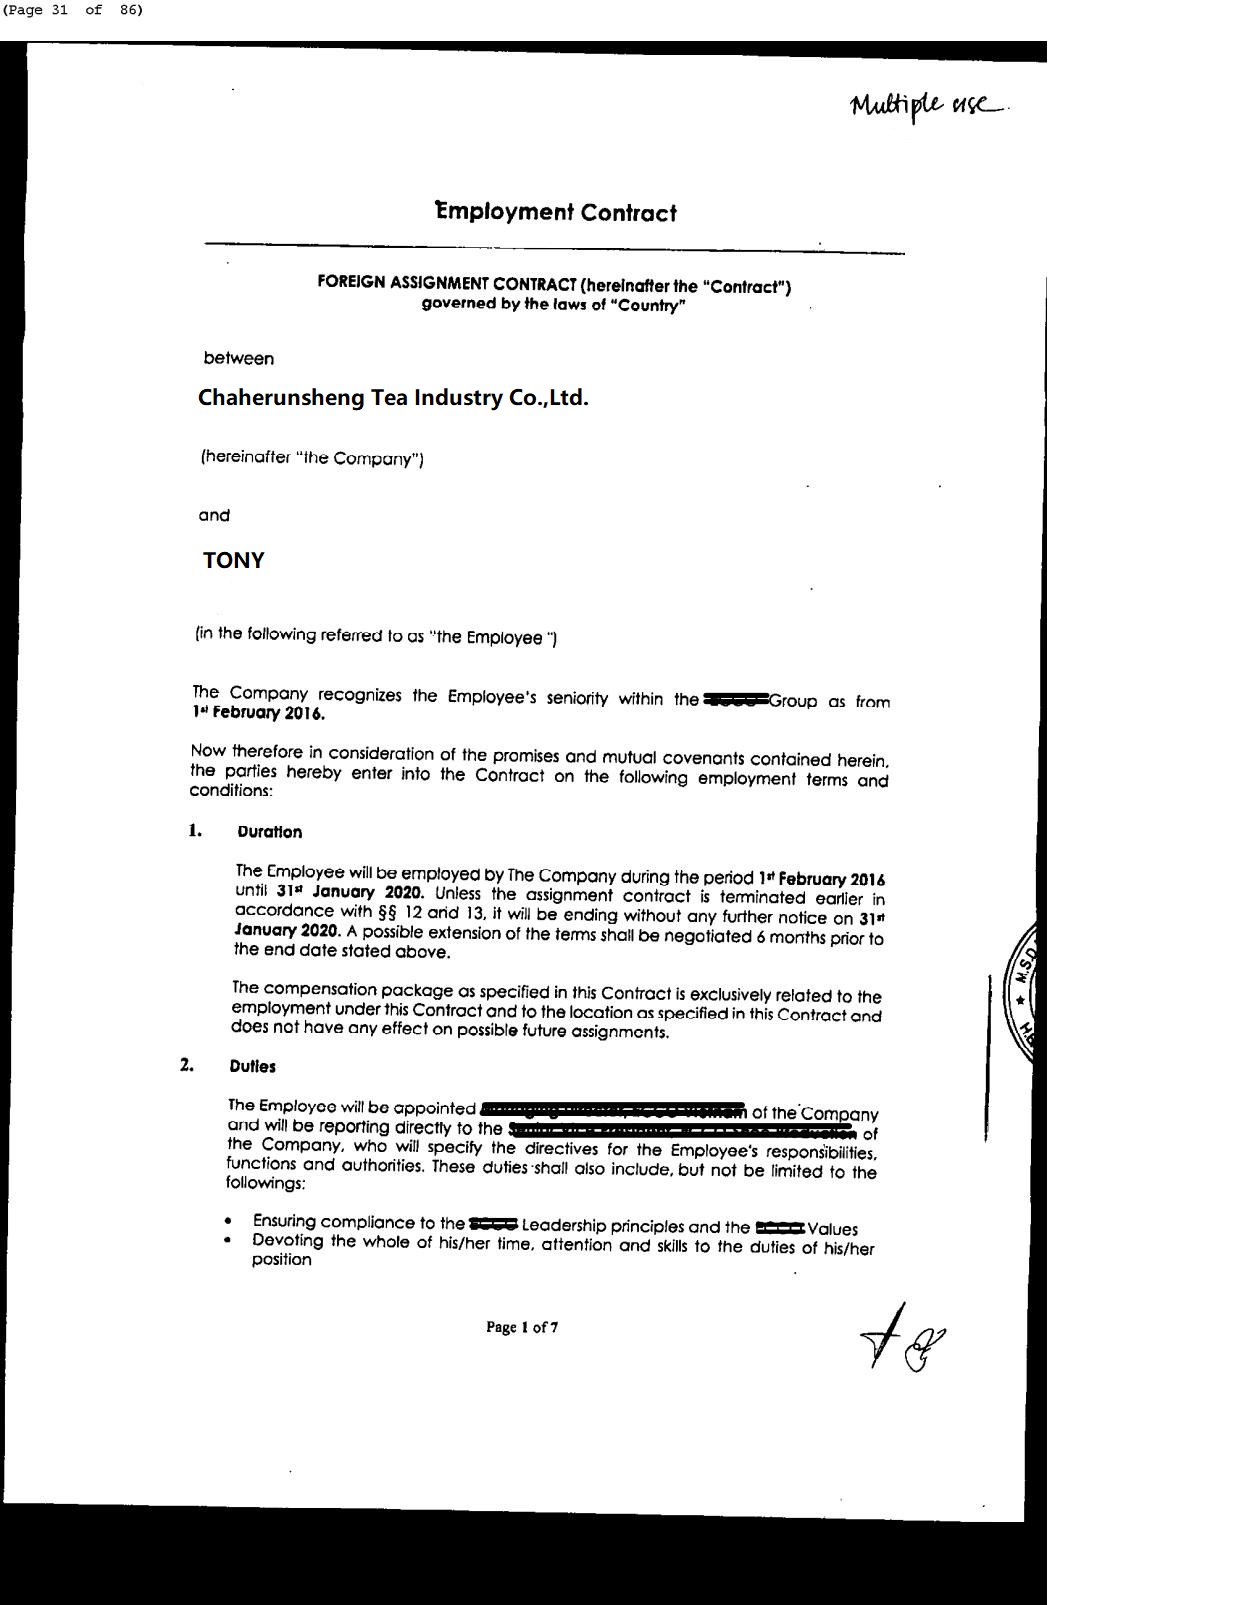 (Page 31 of 86)
Multiple use
Employment Contract
FOREIGN ASSIGNMENT CONTRACT (hereinafter the "Contract")
governed by the laws of "Country"
between
Chaherunsheng Tea Industry Co.,Ltd.
(hereinafter "the Company")
and
TONY
(in the following referred to as "the Employee")
The Company recognizes the Employee's seniority within the Group as from
1st February 2016.
Now therefore in consideration of the promises and mutual covenants contained herein,
the parties hereby enter into the Contract on the following employment terms and
conditions:
1. Duration
The Employee will be employed by The Company during the period 1st February 2016
until 31st January 2020. Unless the assignment contract is terminated earlier in
accordance with §§ 12 and 13, it will be ending without any further notice on 31st
January 2020. A possible extension of the terms shall be negotiated 6 months prior to
the end date stated above.
The compensation package as specified in this Contract is exclusively related to the
employment under this Contract and to the location as specified in this Contract and
does not have any effect on possible future assignments.
2. Duties
The Employee will be appointed of the Company
and will be reporting directly to the of
the Company, who will specify the directives for the Employee's responsibilities,
functions and authorities. These duties shall also include, but not be limited to the
followings:
• Ensuring compliance to the Leadership principles and the Values
• Devoting the whole of his/her time, attention and skills to the duties of his/her
position
Page 1 of 7
★ M.S.D